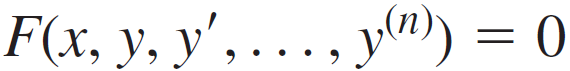 F(x, y, y′, . . . , y⁽ⁿ⁾) = 0